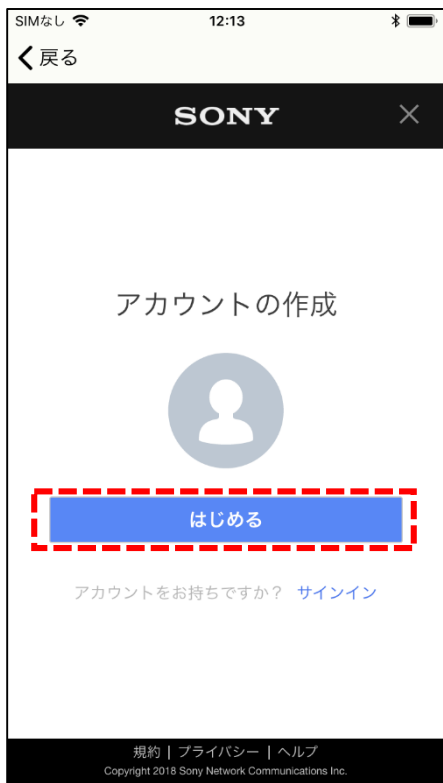 SIMなし 12:13
戻る
SONY
アカウントの作成
はじめる
アカウントをお持ちですか？ サインイン
規約 | プライバシー | ヘルプ
Copyright 2018 Sony Network Communications Inc.